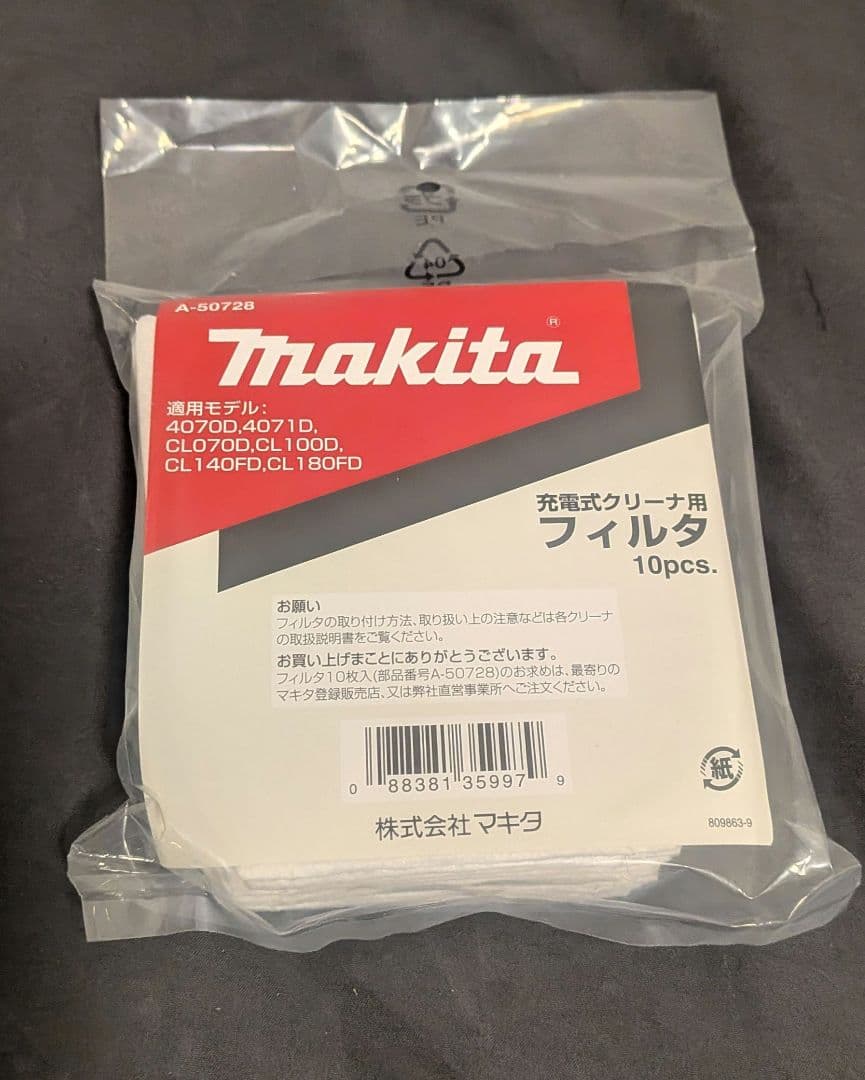 PE
04
A-50728
makita®
適用モデル:
4070D,4071D,
CL070D,CL100D,
CL140FD,CL180FD
充電式クリーナ用
フィルタ
10pcs.
お願い
フィルタの取り付け方法、取り扱い上の注意などは各クリーナ
の取扱説明書をご覧ください。
お買い上げまことにありがとうございます。
フィルタ10枚入(部品番号A-50728)のお求めは、最寄りの
マキタ登録販売店、又は弊社直営事業所へご注文ください。
0 88381 35997 9
紙
株式会社マキタ
809863-9